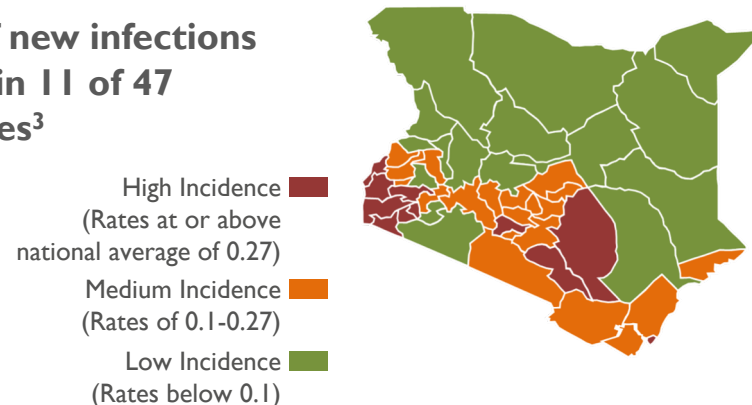 new infections
in 11 of 47
es³
High Incidence
(Rates at or above
national average of 0.27)
Medium Incidence
(Rates of 0.1-0.27)
Low Incidence
(Rates below 0.1)